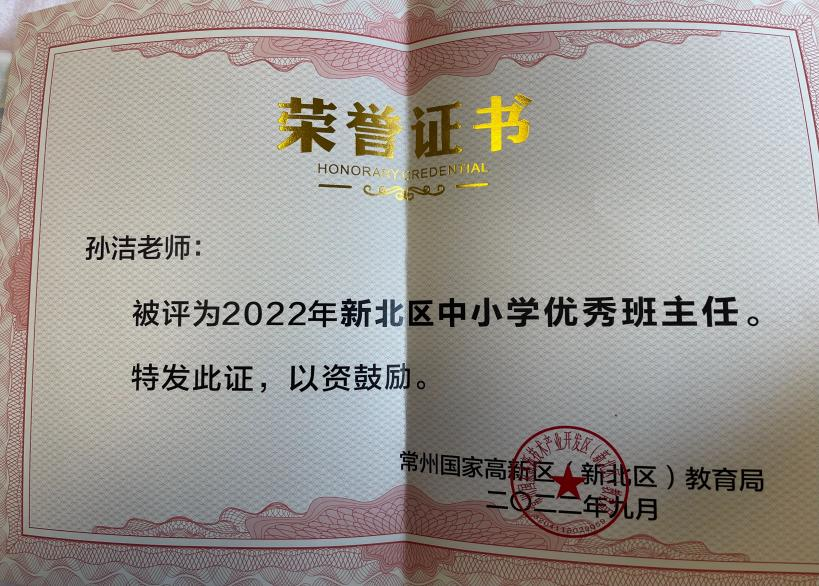 荣誉证书
HONORARY CREDENTIAL
孙洁老师：
被评为2022年新北区中小学优秀班主任。
特发此证，以资鼓励。
常州国家高新区（新北区）教育局
二〇二二年九月